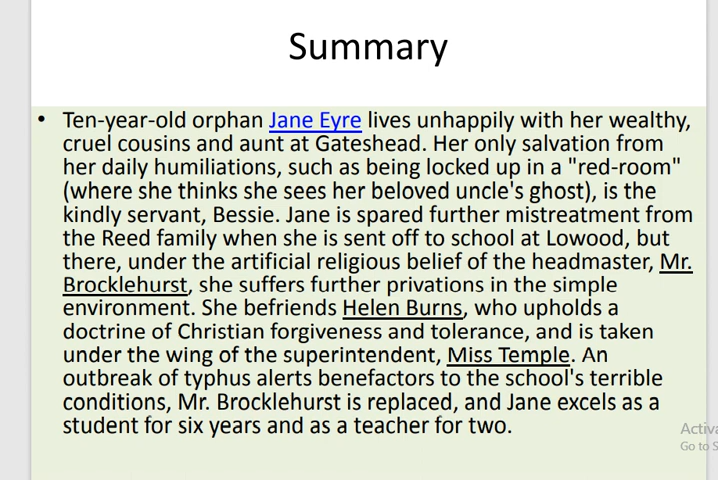 Summary
• Ten-year-old orphan Jane Eyre lives unhappily with her wealthy,
cruel cousins and aunt at Gateshead. Her only salvation from
her daily humiliations, such as being locked up in a "red-room"
(where she thinks she sees her beloved uncle's ghost), is the
kindly servant, Bessie. Jane is spared further mistreatment from
the Reed family when she is sent off to school at Lowood, but
there, under the artificial religious belief of the headmaster, Mr.
Brocklehurst, she suffers further privations in the simple
environment. She befriends Helen Burns, who upholds a
doctrine of Christian forgiveness and tolerance, and is taken
under the wing of the superintendent, Miss Temple. An
outbreak of typhus alerts benefactors to the school's terrible
conditions, Mr. Brocklehurst is replaced, and Jane excels as a
student for six years and as a teacher for two.
Go to